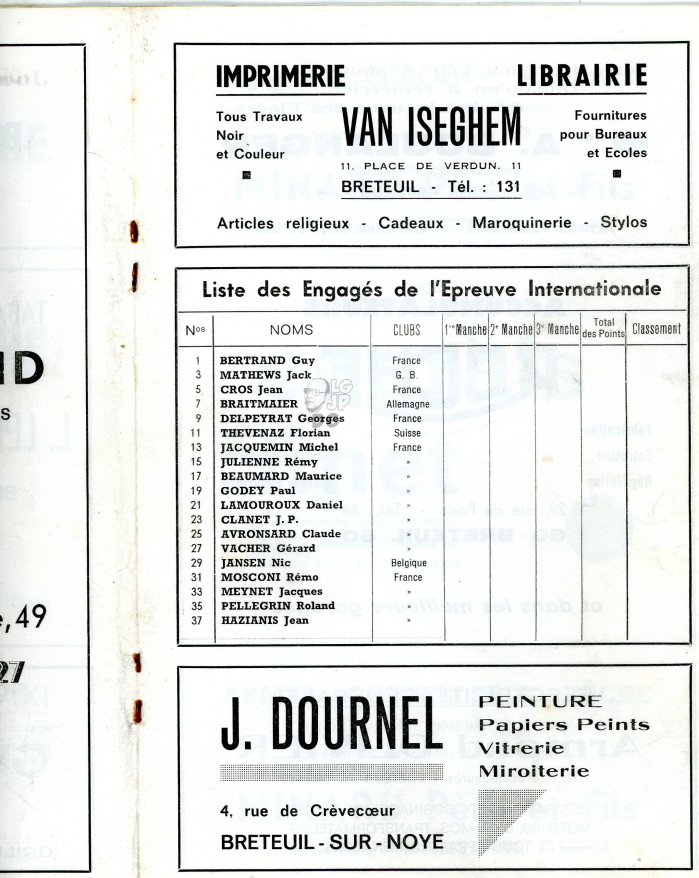 IMPRIMERIE LIBRAIRIE
Tous Travaux
Noir
et Couleur
VAN ISEGHEM
Fournitures
pour Bureaux
et Ecoles
11, PLACE DE VERDUN, 11
BRETEUIL - Tél. : 131
Articles religieux - Cadeaux - Maroquinerie - Stylos
Liste des Engagés de l'Epreuve Internationale
Nos NOMS CLUBS 1re Manche 2e Manche 3e Manche Total des Points Classement
1 BERTRAND Guy France
3 MATHEWS Jack G. B.
5 CROS Jean France
7 BRAITMAIER Allemagne
9 DELPEYRAT Georges France
11 THEVENAZ Florian Suisse
13 JACQUEMIN Michel France
15 JULIENNE Rémy »
17 BEAUMARD Maurice »
19 GODEY Paul »
21 LAMOUROUX Daniel »
23 CLANET J. P. »
25 AVRONSARD Claude »
27 VACHER Gérard »
29 JANSEN Nic Belgique
31 MOSCONI Rémo France
33 MEYNET Jacques »
35 PELLEGRIN Roland »
37 HAZIANIS Jean »
LG
JP
J. DOURNEL
PEINTURE
Papiers Peints
Vitrerie
Miroiterie
4, rue de Crèvecœur
BRETEUIL - SUR - NOYE
e, 49
27